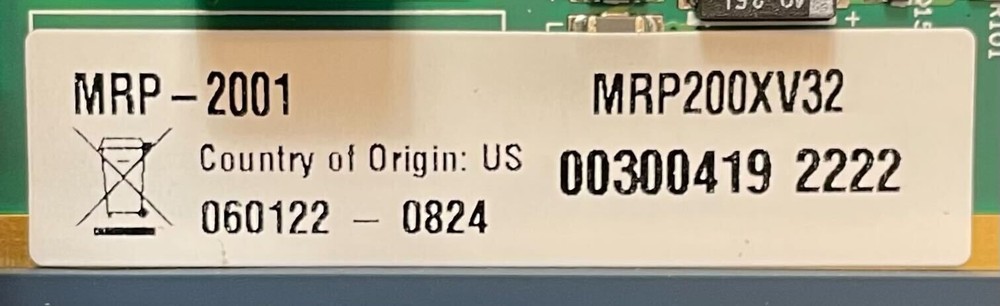 MRP-2001
MRP200XV32
Country of Origin: US
00300419 2222
060122 - 0824